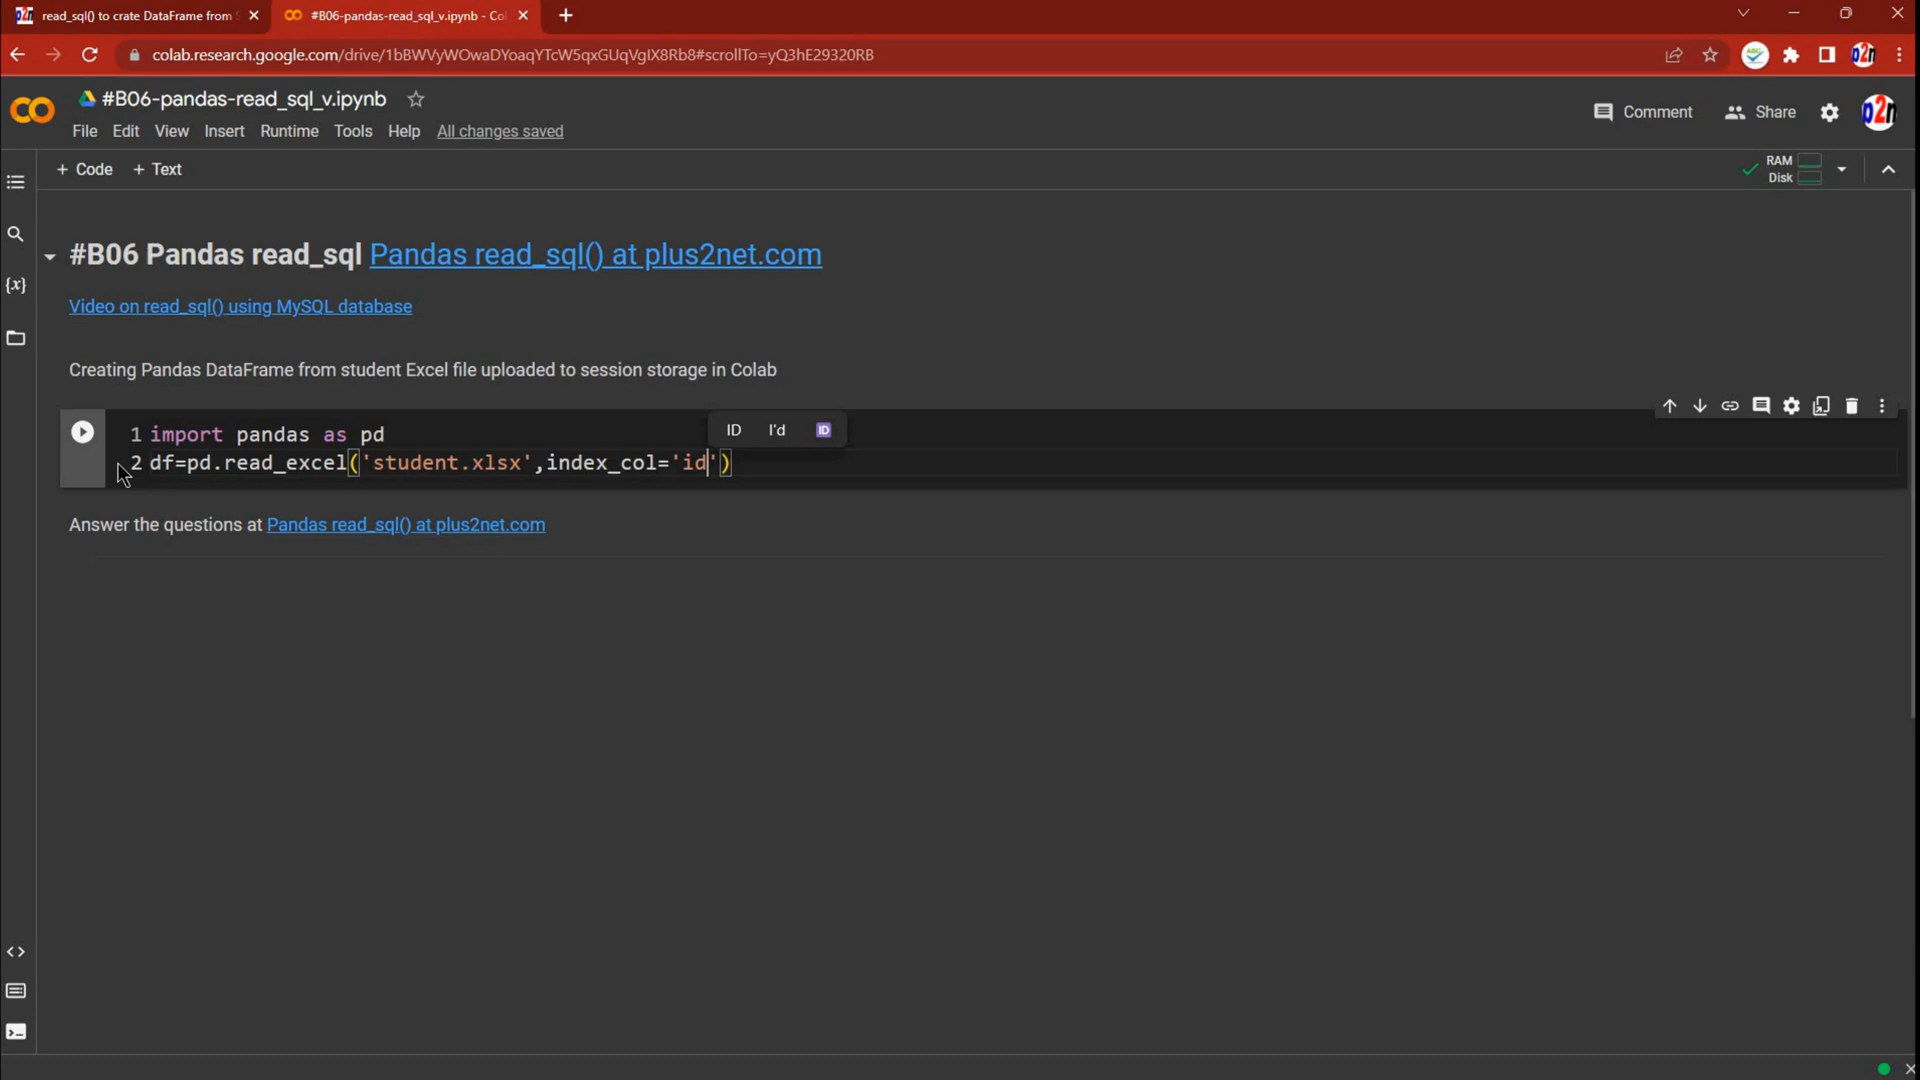 read_sql() to crate DataFrame from
#B06-pandas-read_sql_v.ipynb - Co
colab.research.google.com/drive/1bBWVyWOwaDYoaqYTcW5qxGUqVgIX8Rb8#scrollTo=yQ3hE29320RB
#B06-pandas-read_sql_v.ipynb
Comment
Share
File Edit View Insert Runtime Tools Help All changes saved
+ Code + Text
RAM
Disk
#B06 Pandas read_sql Pandas read_sql() at plus2net.com
Video on read_sql() using MySQL database
Creating Pandas DataFrame from student Excel file uploaded to session storage in Colab
ID I'd ID
1 import pandas as pd
2 df=pd.read_excel('student.xlsx',index_col='id')
Answer the questions at Pandas read_sql() at plus2net.com